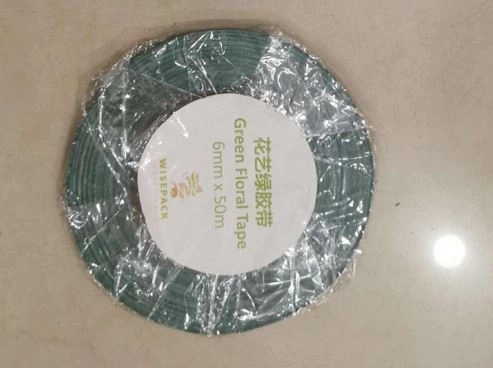 花艺绿胶带
Green Floral Tape
6mm x 50m
WISEPACK